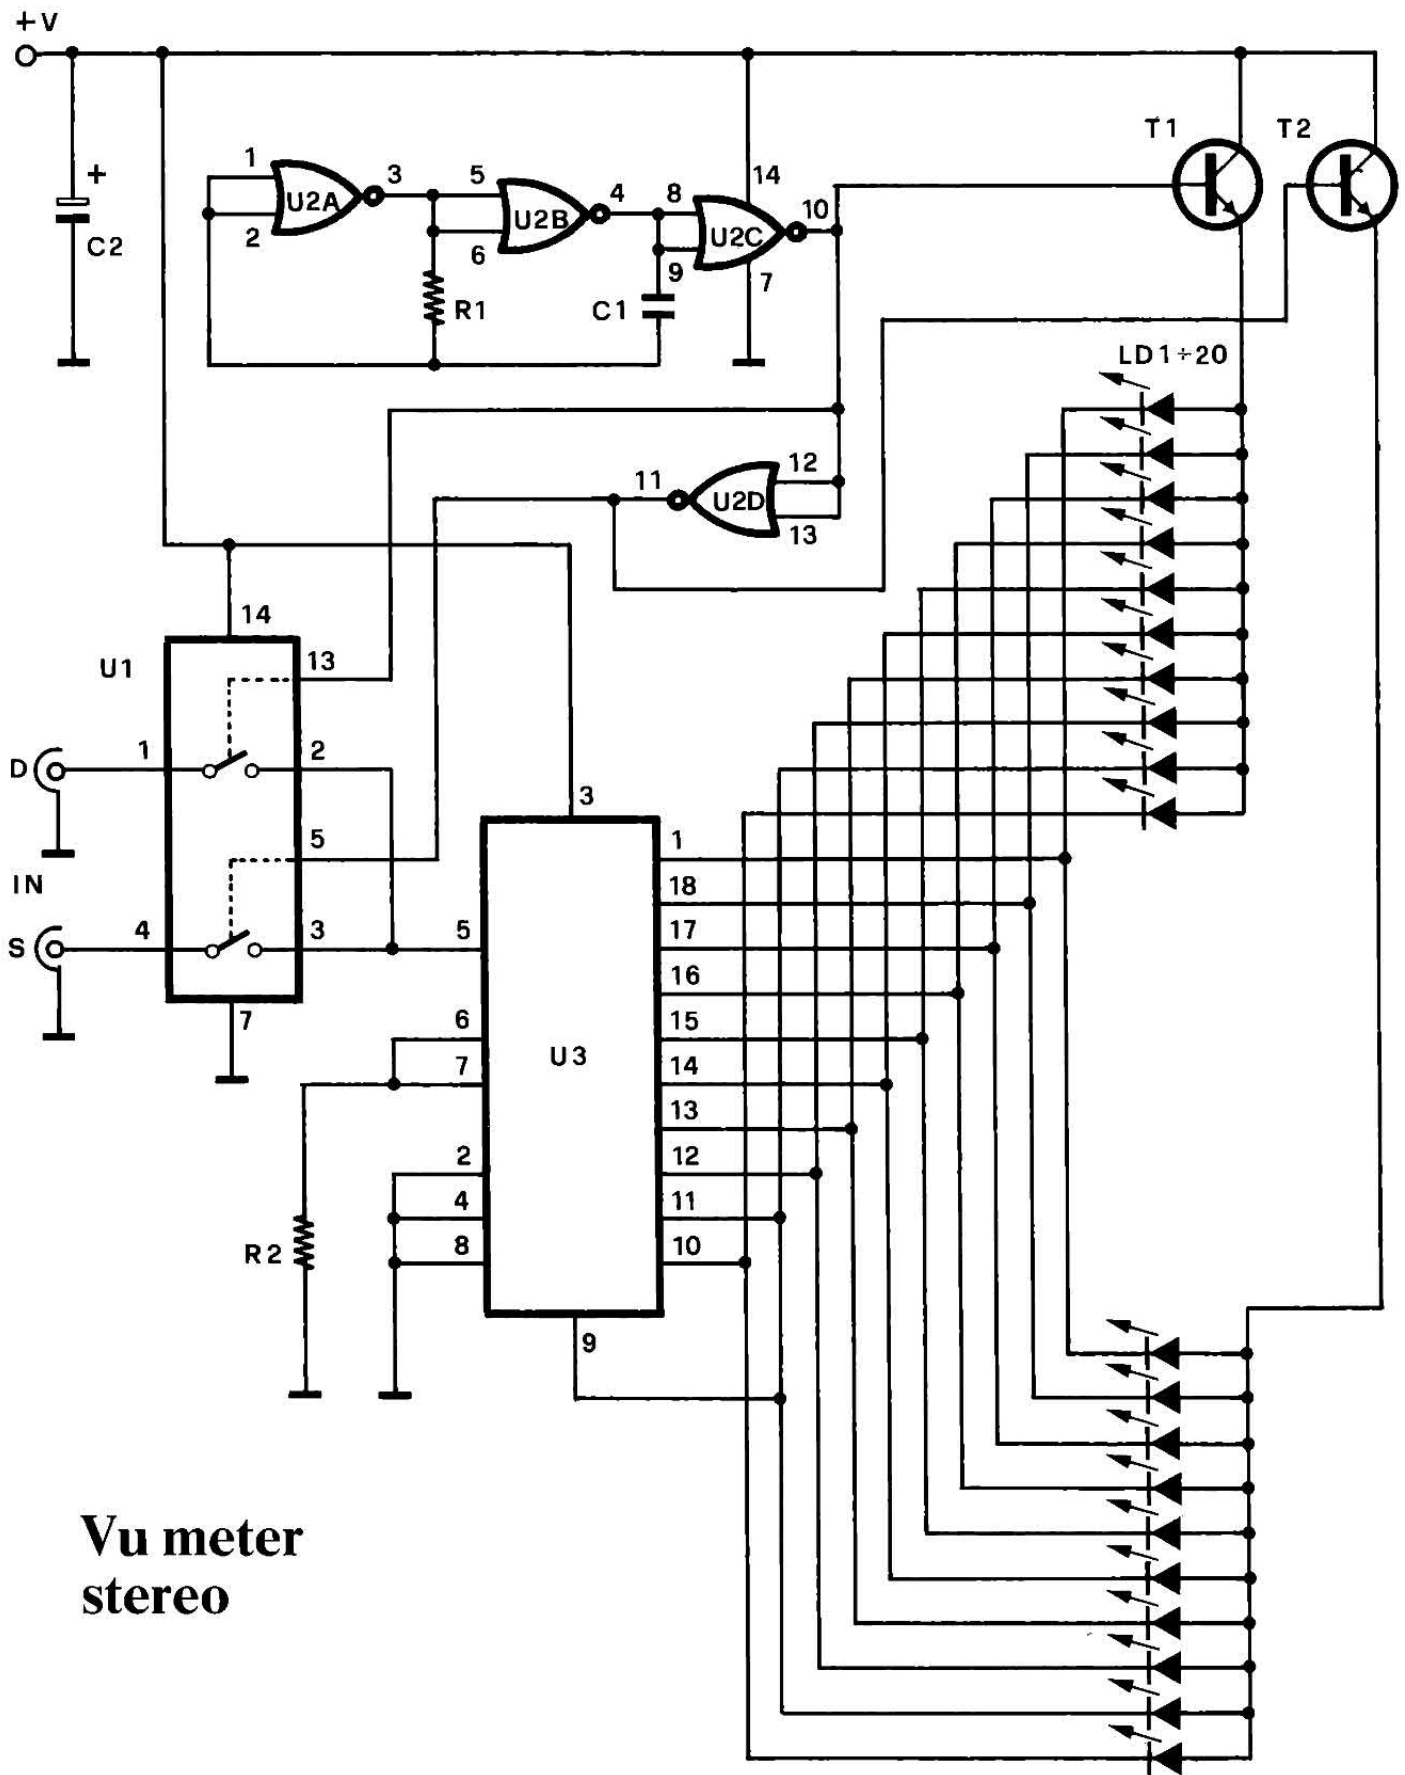 +V
T1 T2
1 3 5 4 8 14 10
U2A U2B U2C
2 6 9 7
+
C2
R1 C1
LD1÷20
11 12
U2D
13
14
U1 13
D 1 2
3
5 1
IN 18
S 4 3 5 17
16
7 6 15
U3
7 14
13
2 12
4 11
R2 8 10
9
Vu meter
stereo